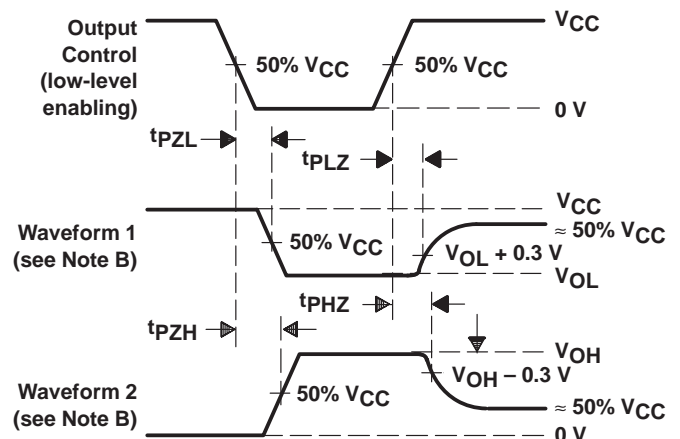 Output
Control
(low-level
enabling)
VCC
50% VCC
50% VCC
0 V
tPZL
tPLZ
Waveform 1
(see Note B)
VCC
50% VCC
≈ 50% VCC
VOL + 0.3 V
VOL
tPHZ
tPZH
Waveform 2
(see Note B)
VOH
VOH – 0.3 V
50% VCC
≈ 50% VCC
0 V